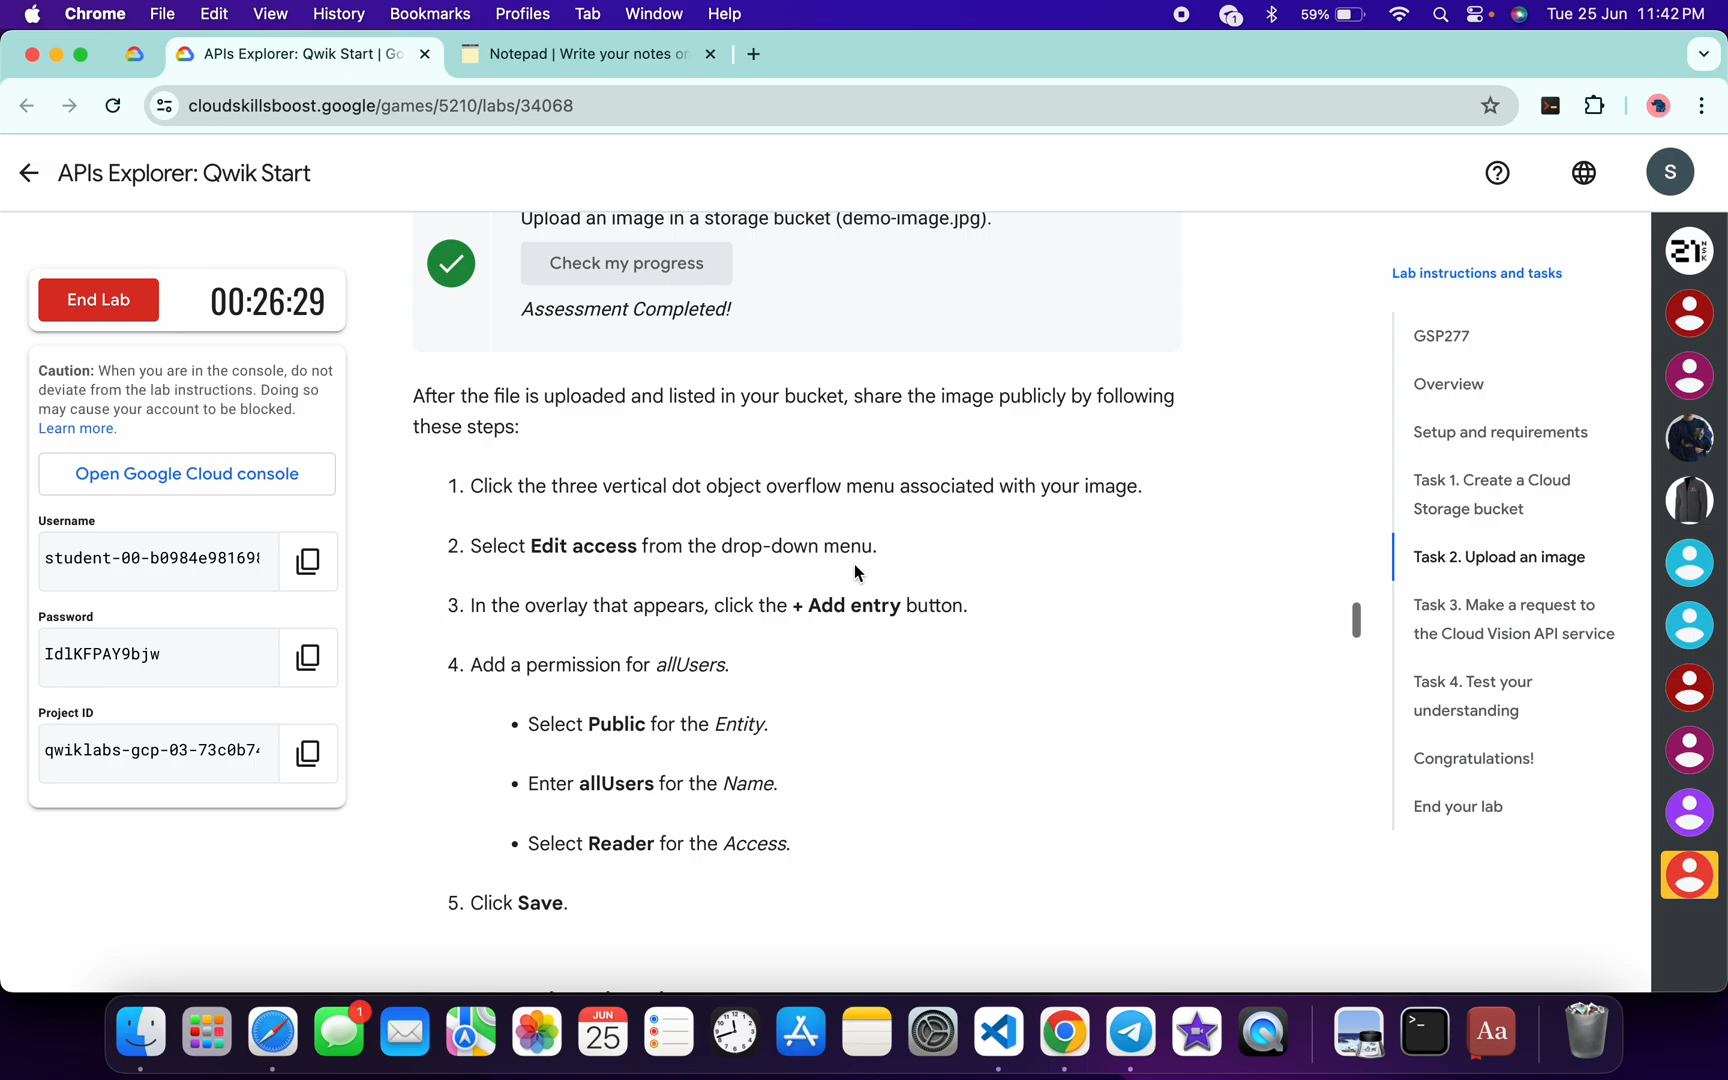 Chrome File Edit View History Bookmarks Profiles Tab Window Help
1
59%
Tue 25 Jun 11:42 PM
APIs Explorer: Qwik Start | Go
Notepad | Write your notes on
cloudskillsboost.google/games/5210/labs/34068
APIs Explorer: Qwik Start
S
End Lab
00:26:29
Caution: When you are in the console, do not
deviate from the lab instructions. Doing so
may cause your account to be blocked.
Learn more.
Open Google Cloud console
Username
student-00-b0984e98169
Password
IdlKFPAY9bjw
Project ID
qwiklabs-gcp-03-73c0b7
Upload an image in a storage bucket (demo-image.jpg).
Check my progress
Assessment Completed!
After the file is uploaded and listed in your bucket, share the image publicly by following
these steps:
1. Click the three vertical dot object overflow menu associated with your image.
2. Select Edit access from the drop-down menu.
3. In the overlay that appears, click the + Add entry button.
4. Add a permission for allUsers.
• Select Public for the Entity.
• Enter allUsers for the Name.
• Select Reader for the Access.
5. Click Save.
Lab instructions and tasks
GSP277
Overview
Setup and requirements
Task 1. Create a Cloud
Storage bucket
Task 2. Upload an image
Task 3. Make a request to
the Cloud Vision API service
Task 4. Test your
understanding
Congratulations!
End your lab
21
1
JUN
25
Aa